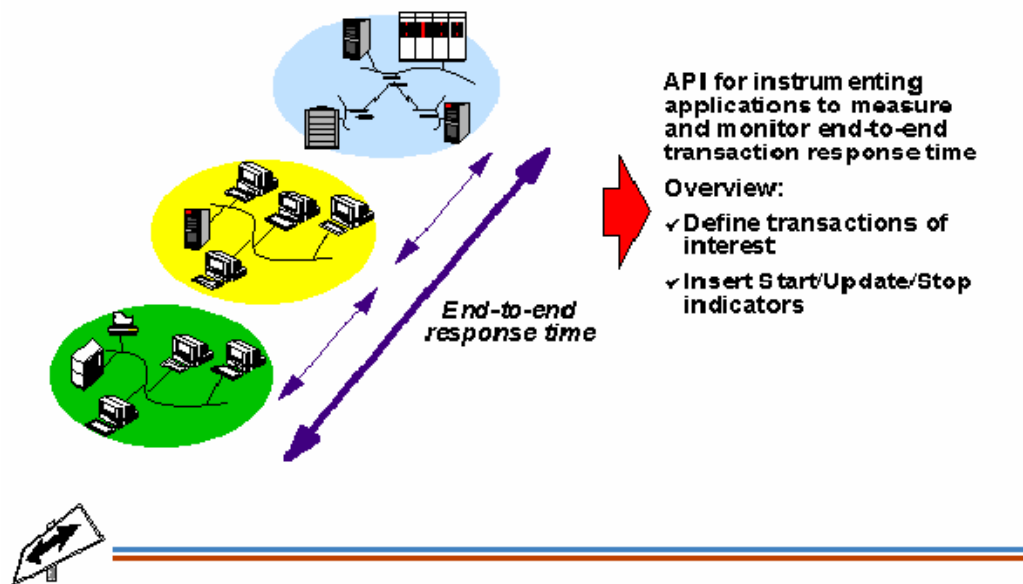 API for instrumenting
applications to measure
and monitor end-to-end
transaction response time
Overview:
✓Define transactions of
interest
✓Insert Start/Update/Stop
indicators
End-to-end
response time